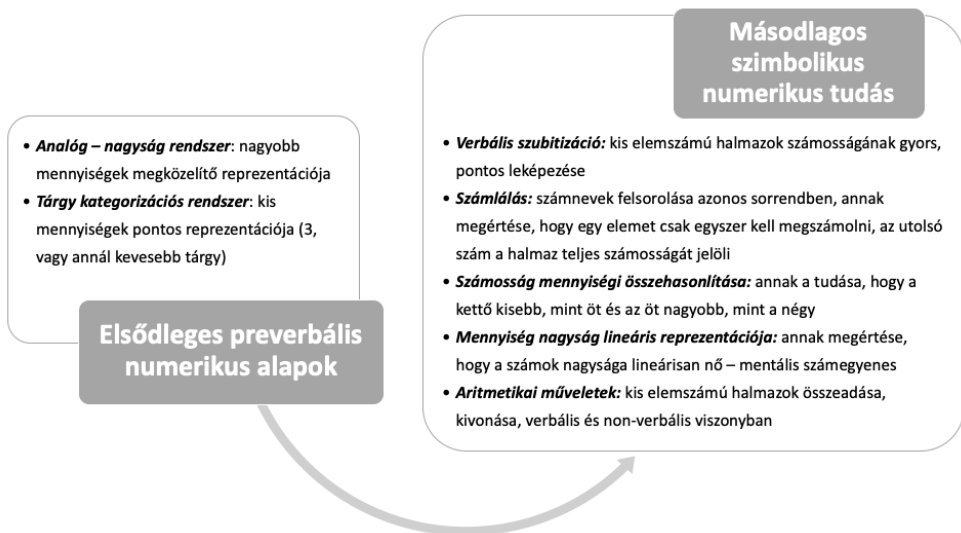 • Analóg – nagyság rendszer: nagyobb
mennyiségek megközelítő reprezentációja
• Tárgy kategorizációs rendszer: kis
mennyiségek pontos reprezentációja (3,
vagy annál kevesebb tárgy)
Elsődleges preverbális
numerikus alapok
Másodlagos
szimbolikus
numerikus tudás
• Verbális szubitizáció: kis elemszámú halmazok számosságának gyors,
pontos leképezése
• Számlálás: számnevek felsorolása azonos sorrendben, annak
megértése, hogy egy elemet csak egyszer kell megszámolni, az utolsó
szám a halmaz teljes számosságát jelöli
• Számosság mennyiségi összehasonlítása: annak a tudása, hogy a
kettő kisebb, mint öt és az öt nagyobb, mint a négy
• Mennyiség nagyság lineáris reprezentációja: annak megértése,
hogy a számok nagysága lineárisan nő – mentális számegyenes
• Aritmetikai műveletek: kis elemszámú halmazok összeadása,
kivonása, verbális és non-verbális viszonyban